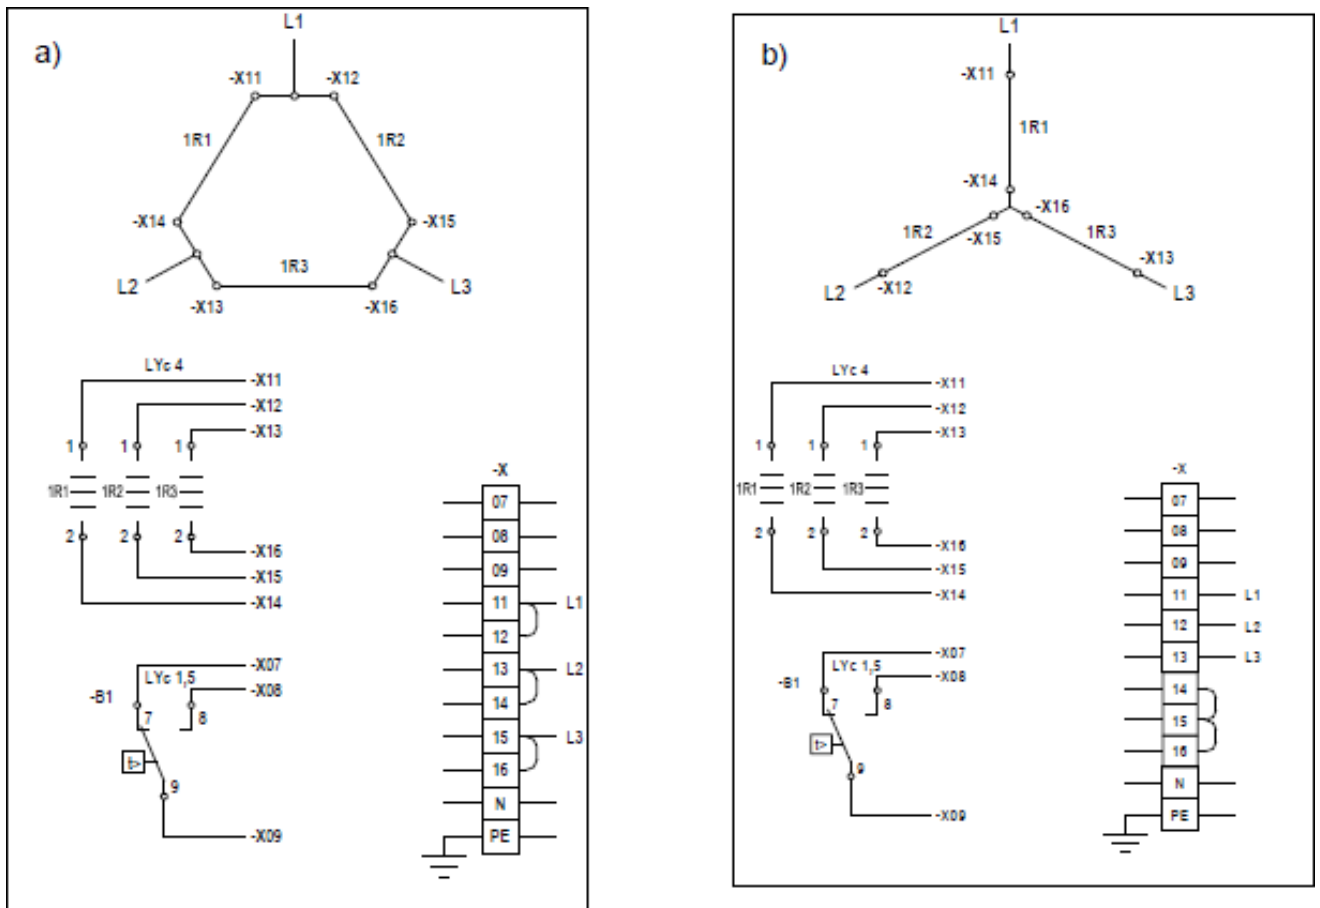 a)
L1
-X11 -X12
1R1 1R2
-X14 -X15
1R3
L2 L3
-X13 -X16
LYc 4
-X11
-X12
-X13
1 1 1
1R1 1R2 1R3
2 2 2
-X16
-X15
-X14
-X07
LYc 1,5
-X08
-B1
7 8
t>
9
-X09
-X
07
08
09
11 L1
12
13 L2
14
15 L3
16
N
PE
b)
L1
-X11
1R1
-X14
-X16
1R2 -X15 1R3
-X13
L2 -X12 L3
LYc 4
-X11
-X12
-X13
1 1 1
1R1 1R2 1R3
2 2 2
-X16
-X15
-X14
-X07
LYc 1,5
-X08
-B1
7 8
t>
9
-X09
-X
07
08
09
11 L1
12 L2
13 L3
14
15
16
N
PE